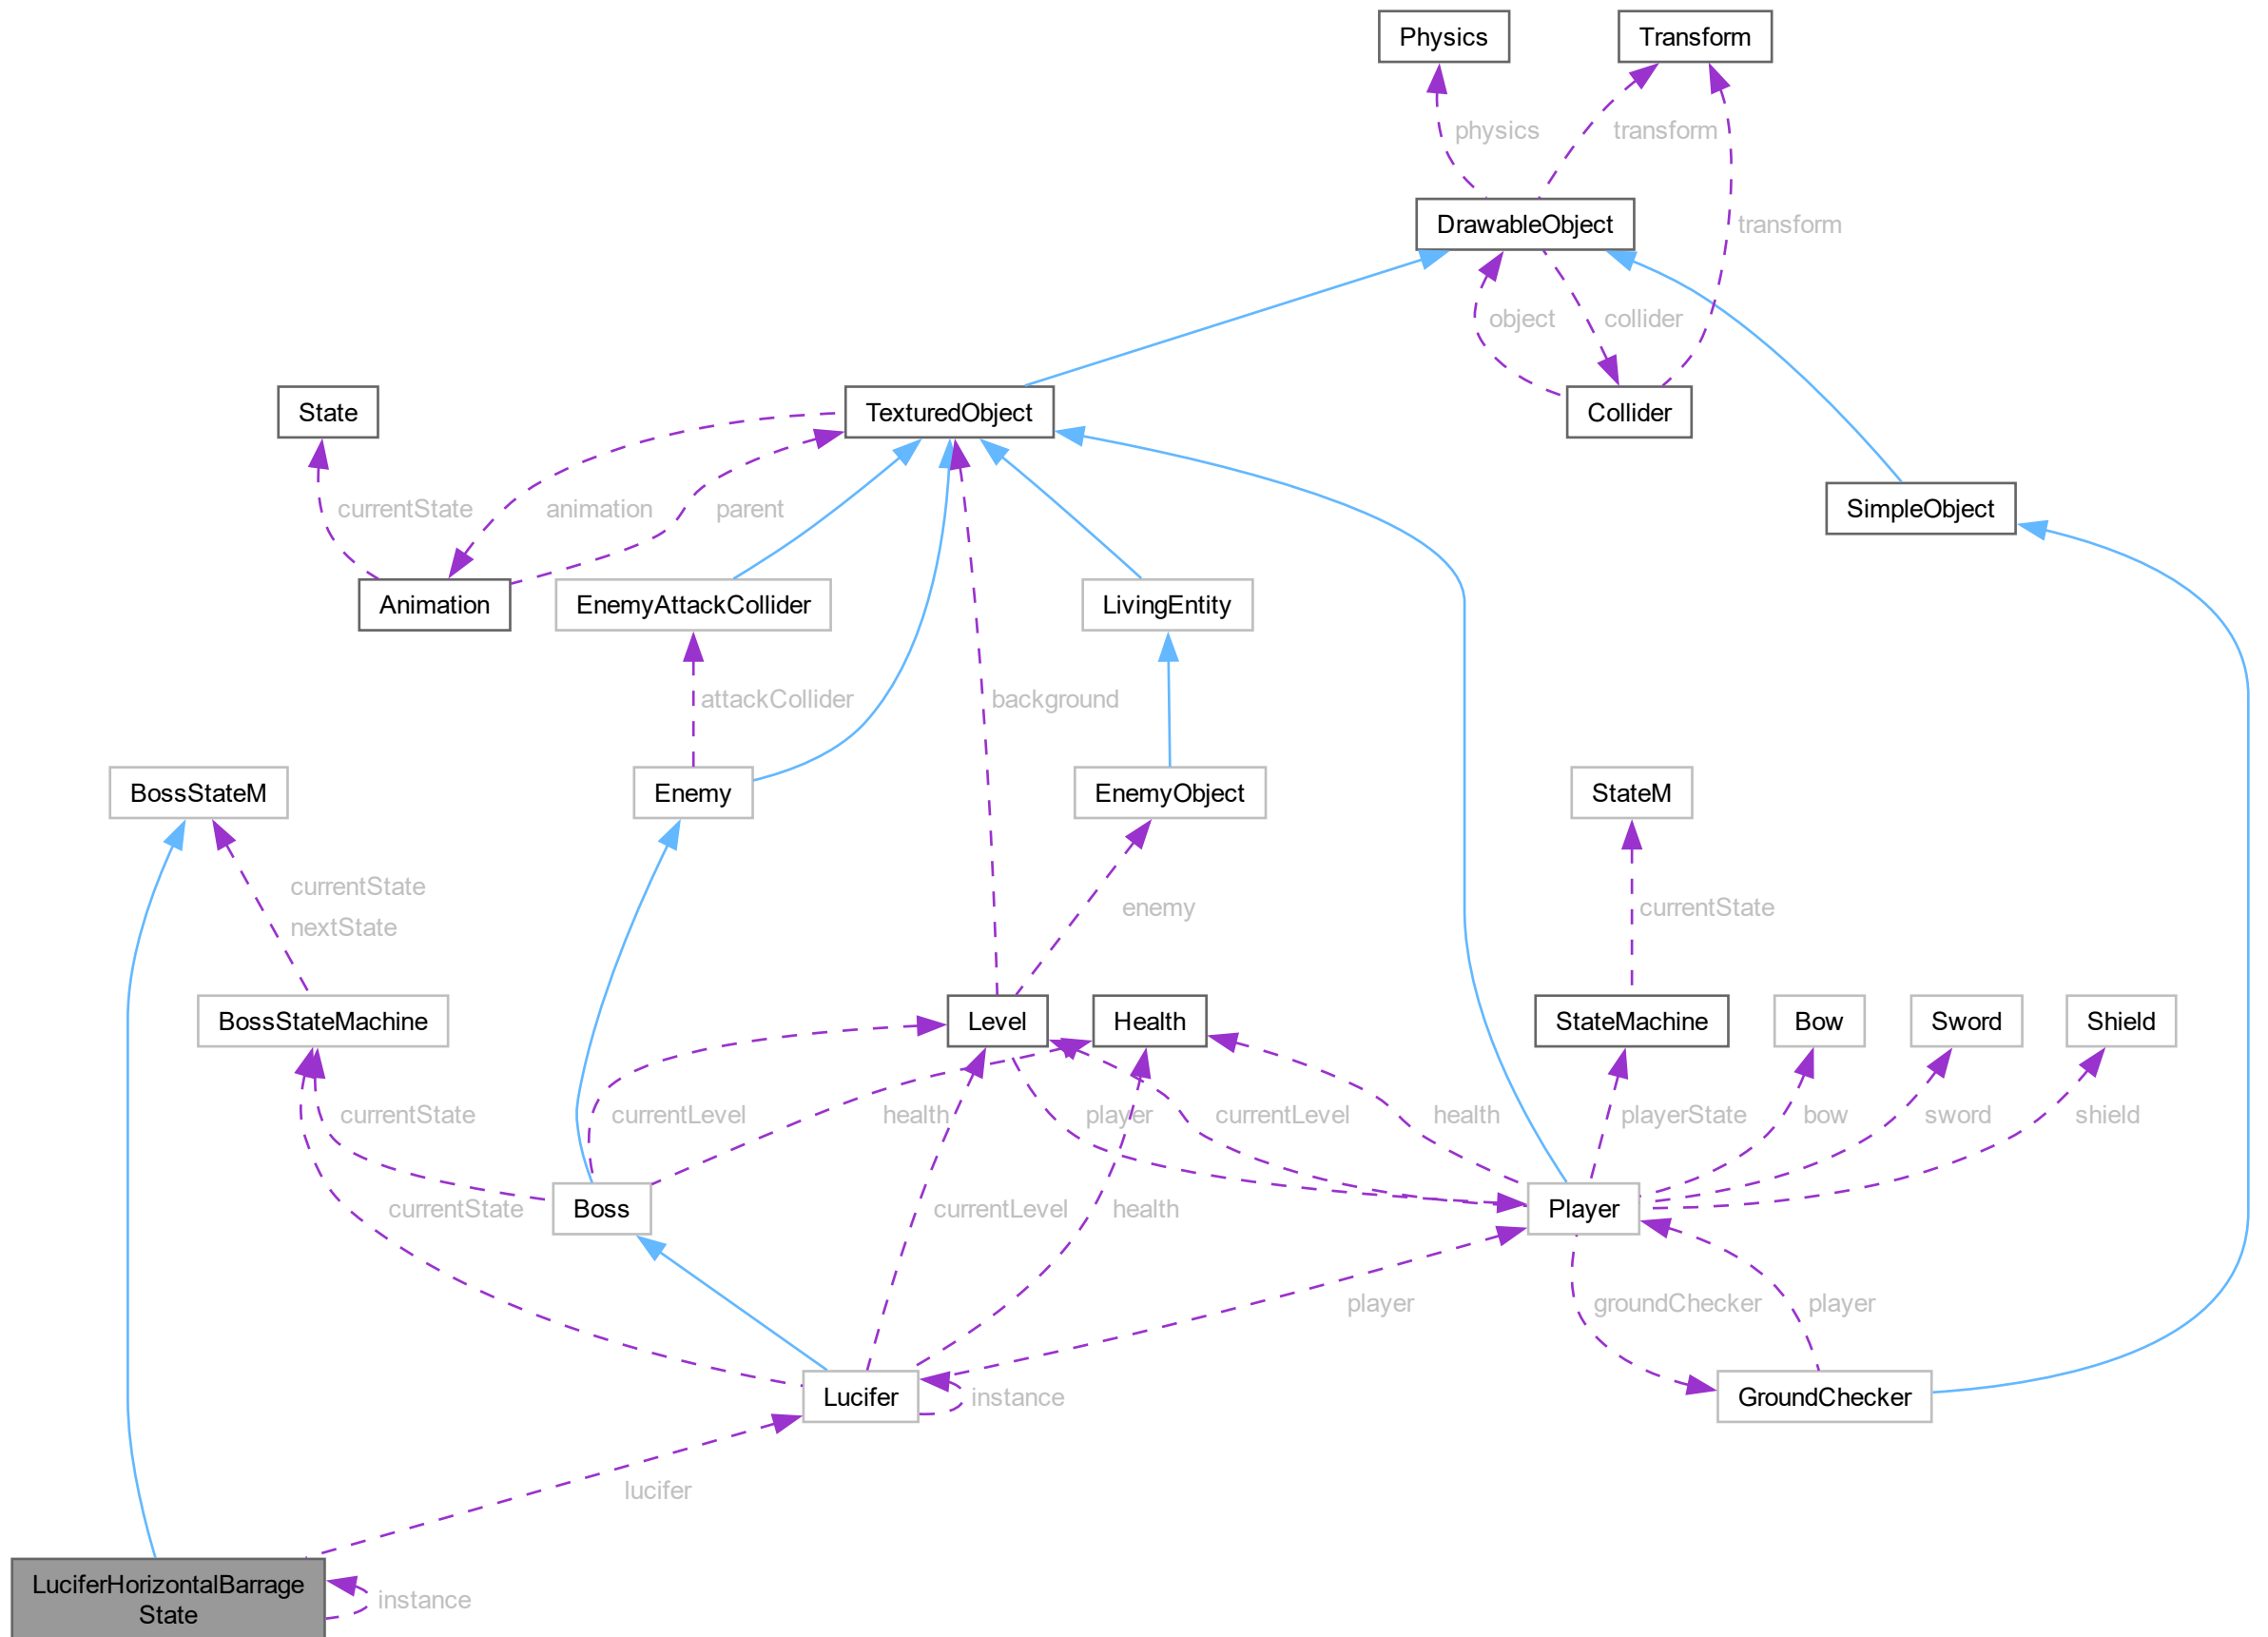 Physics
Transform
physics
transform
DrawableObject
transform
object
collider
State
TexturedObject
Collider
currentState
animation
parent
SimpleObject
Animation
EnemyAttackCollider
LivingEntity
attackCollider
background
BossStateM
Enemy
EnemyObject
StateM
currentState
nextState
enemy
currentState
BossStateMachine
Level
Health
StateMachine
Bow
Sword
Shield
currentState
currentLevel
health
player
currentLevel
health
playerState
bow
sword
shield
currentState
Boss
currentLevel
health
Player
player
groundChecker
player
Lucifer
instance
GroundChecker
lucifer
LuciferHorizontalBarrage
State
instance